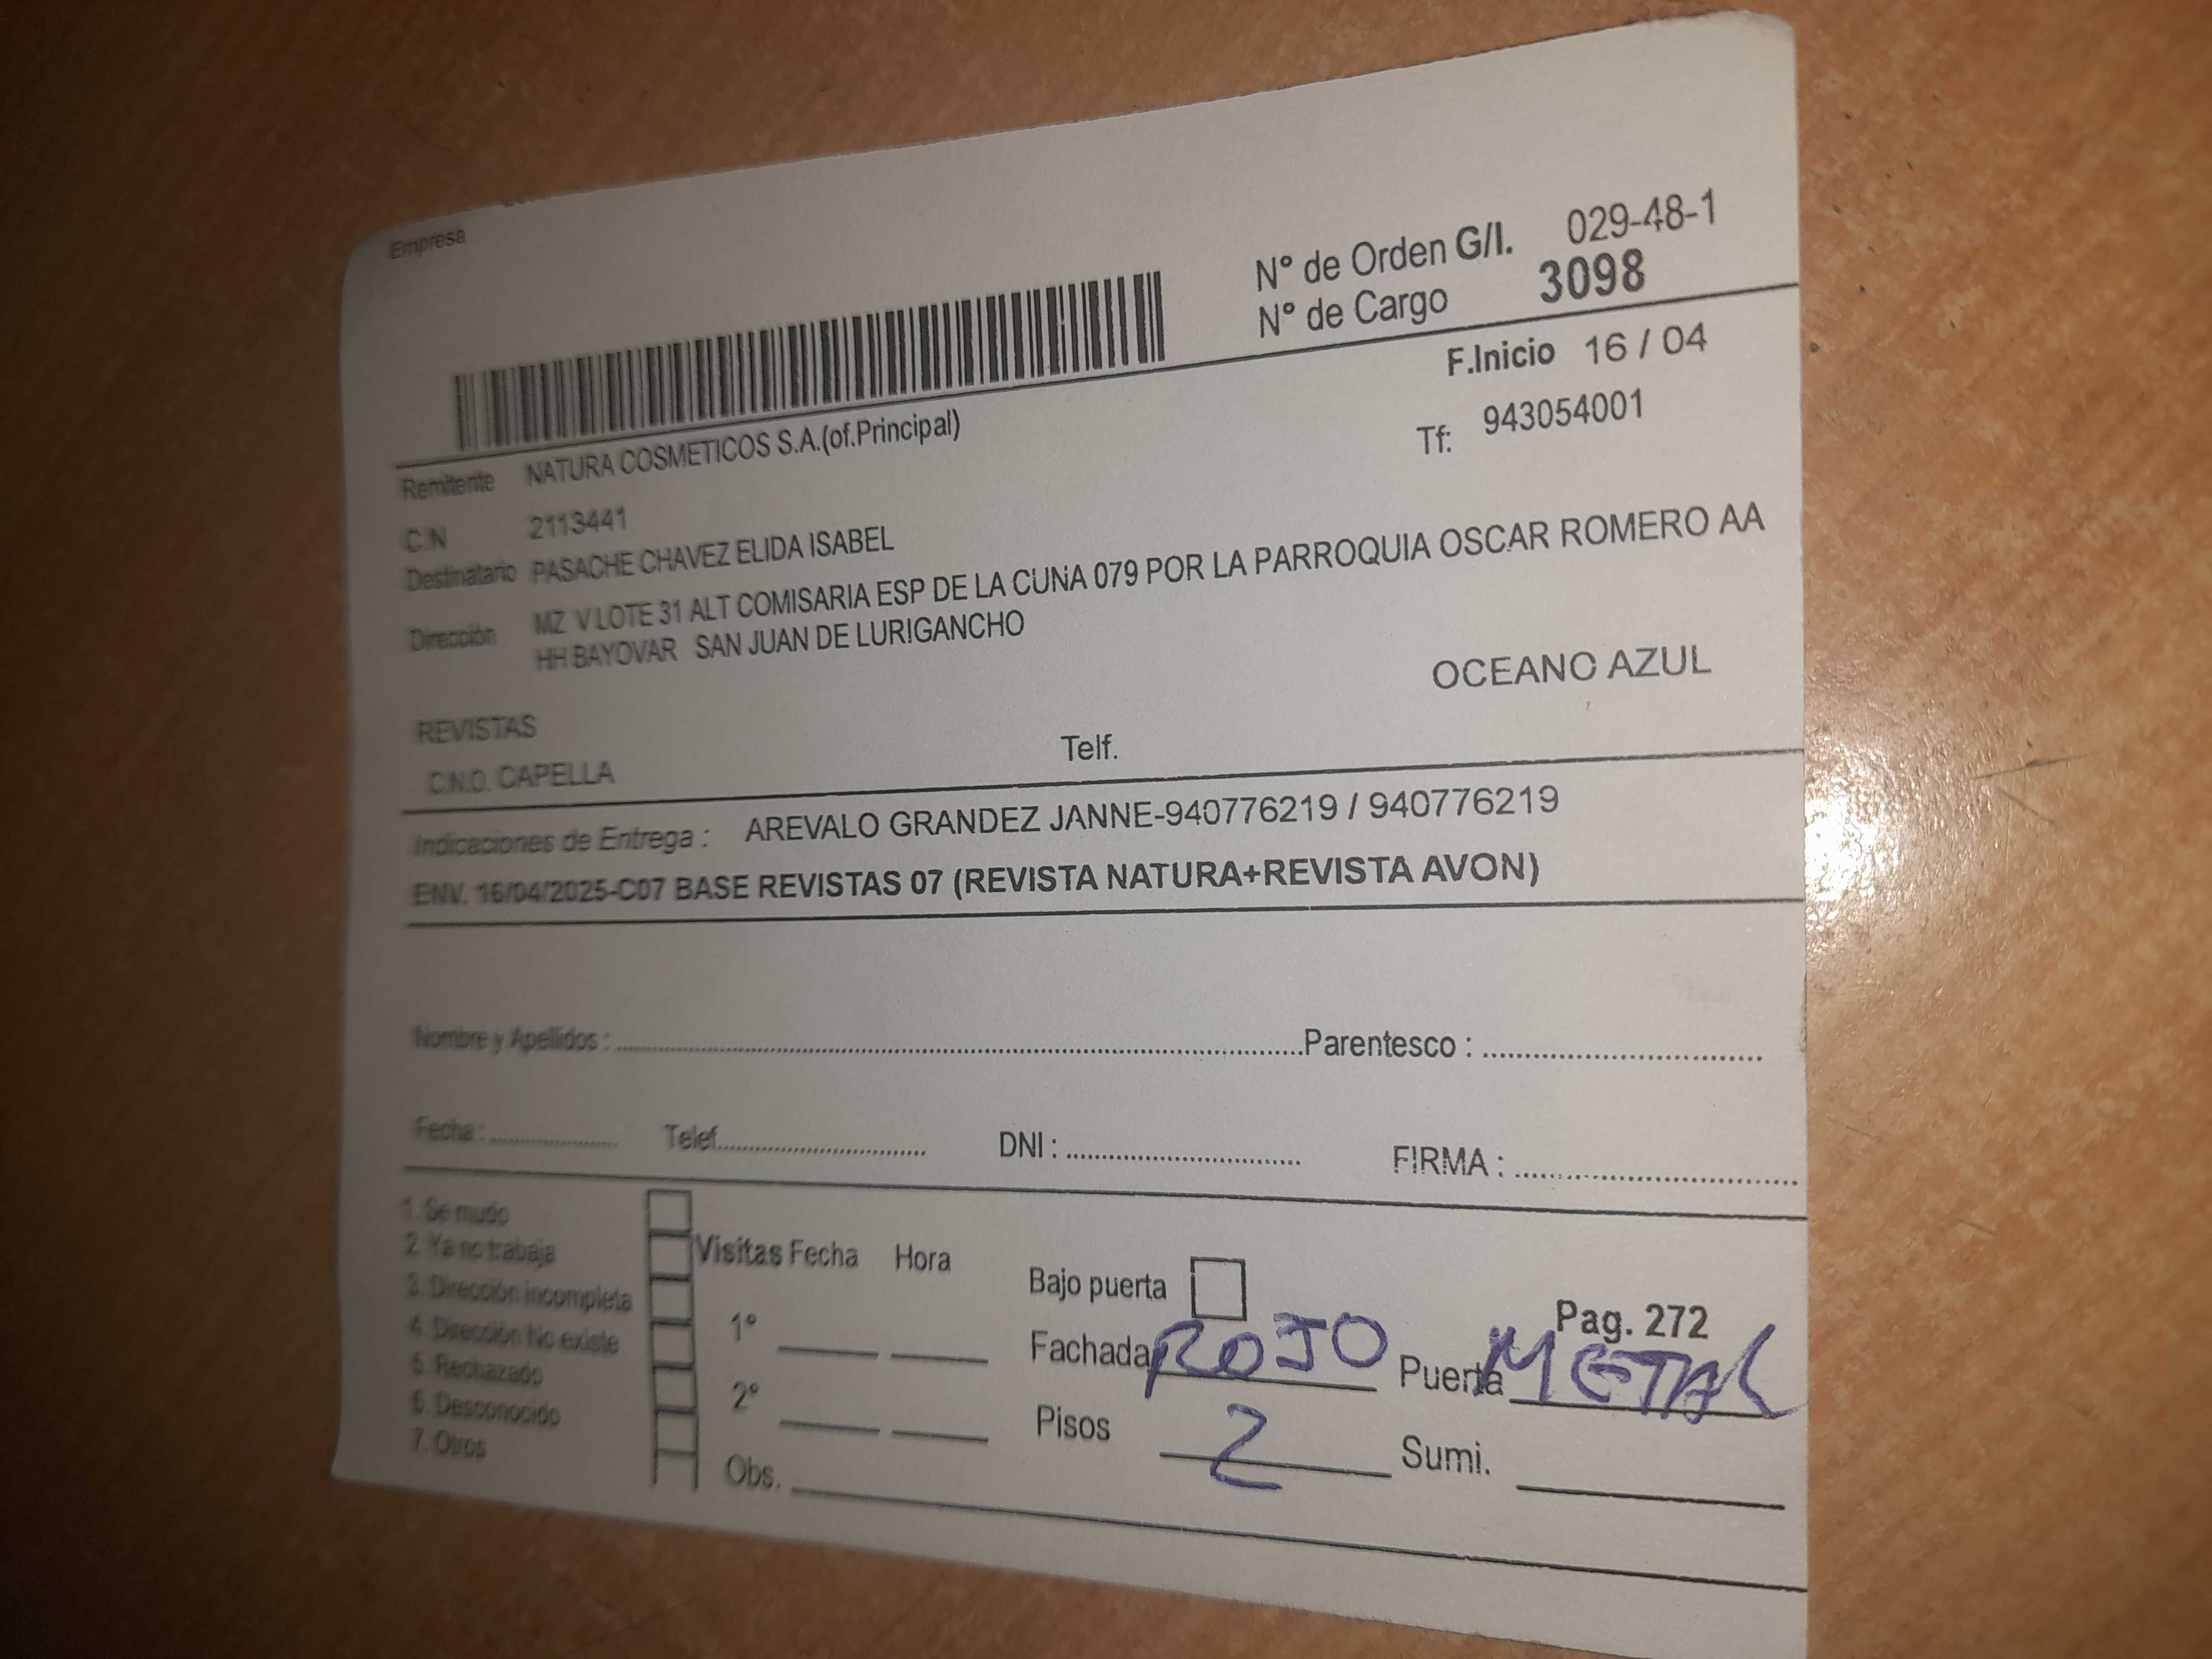 Empresa
N° de Orden G/I. 029-48-1
N° de Cargo 3098
F.Inicio 16 / 04
Remitente NATURA COSMETICOS S.A.(of.Principal)
Tf: 943054001
C.N 2113441
Destinatario PASACHE CHAVEZ ELIDA ISABEL
Dirección MZ V LOTE 31 ALT COMISARIA ESP DE LA CUNA 079 POR LA PARROQUIA OSCAR ROMERO AA
HH BAYOVAR SAN JUAN DE LURIGANCHO
OCEANO AZUL
REVISTAS
C.N.O. CAPELLA Telf.
Indicaciones de Entrega : AREVALO GRANDEZ JANNE-940776219 / 940776219
ENV. 16/04/2025-C07 BASE REVISTAS 07 (REVISTA NATURA+REVISTA AVON)
Nombre y Apellidos : Parentesco :
Fecha : Telef. DNI : FIRMA :
1. Se mudo
2. Ya no trabaja
3. Dirección incompleta
4. Dirección No existe
5. Rechazado
6. Desconocido
7. Otros
Visitas Fecha Hora
1°
2°
Obs.
Bajo puerta
Pag. 272
Fachada ROJO Puerta METAL
Pisos 2 Sumi.